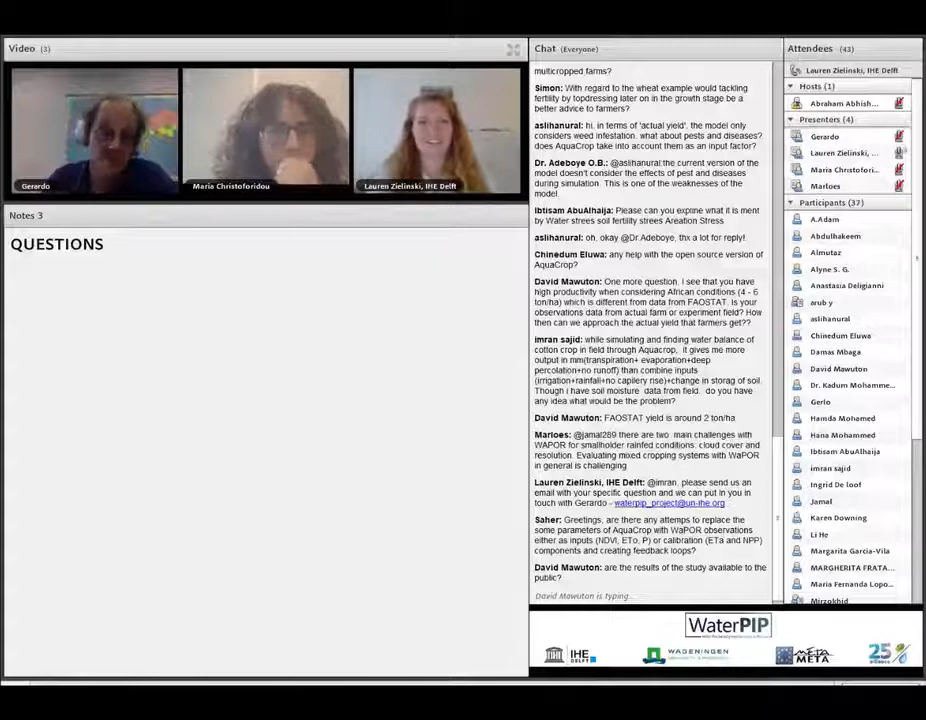 Video (3)
Gerardo
Maria Christoforidou
Lauren Zielinski, IHE Delft
Notes 3
QUESTIONS
Chat (Everyone)
multicropped farms?
Simon: With regard to the wheat example would tackling
fertility by topdressing later on in the growth stage be a
better advice to farmers?
aslihanural: hi, in terms of 'actual yield', the model only
considers weed infestation. what about pests and diseases?
does AquaCrop take into account them as an input factor?
Dr. Adeboye O.B.: @aslihanural:the current version of the
model doesn't consider the effects of pest and diseases
during simulation. This is one of the weaknesses of the
model.
Ibtisam AbuAlhaija: Please can you expline what it is ment
by Water strees soil fertility strees Areation Stress
aslihanural: oh, okay @Dr.Adeboye, thx a lot for reply!
Chinedum Eluwa: any help with the open source version of
AquaCrop?
David Mawuton: One more question, I see that you have
high productivity when considering African conditions (4 - 6
ton/ha) which is different from data from FAOSTAT. Is your
observations data from actual farm or experiment field? How
then can we approach the actual yield that farmers get??
imran sajid: while simulating and finding water balance of
cotton crop in field through Aquacrop, it gives me more
output in mm(transpiration+ evaporation+deep
percolation+no runoff) than combine inputs
(irrigation+rainfall+no capilery rise)+change in storag of soil.
Though i have soil moisture data from field. do you have
any idea what would be the problem?
David Mawuton: FAOSTAT yield is around 2 ton/ha
Marloes: @jamal289 there are two main challenges with
WAPOR for smallholder rainfed conditions: cloud cover and
resolution. Evaluating mixed cropping systems with WaPOR
in general is challenging
Lauren Zielinski, IHE Delft: @imran, please send us an
email with your specific question and we can put in you in
touch with Gerardo - waterpip_project@un-ihe.org
Saher: Greetings, are there any attemps to replace the
some parameters of AquaCrop with WaPOR observations
either as inputs (NDVI, ETo, P) or calibration (ETa and NPP)
components and creating feedback loops?
David Mawuton: are the results of the study available to the
public?
David Mawuton is typing...
Attendees (43)
Lauren Zielinski, IHE Delft
Hosts (1)
Abraham Abhish...
Presenters (4)
Gerardo
Lauren Zielinski, ...
Maria Christofori...
Marloes
Participants (37)
A.Adam
Abdulhakeem
Almutaz
Alyne S. G.
Anastasia Deligianni
arub y
aslihanural
Chinedum Eluwa
Damas Mbaga
David Mawuton
Dr. Kadum Mohamme...
Gerlo
Hamda Mohamed
Hana Mohammed
Ibtisam AbuAlhaija
imran sajid
Ingrid De loof
Jamal
Karen Downing
Li He
Margarita Garcia-Vila
MARGHERITA FRATA...
Maria Fernanda Lopo...
Mirzokhid
WaterPIP
IHE
DELFT
WAGENINGEN
META
META
25